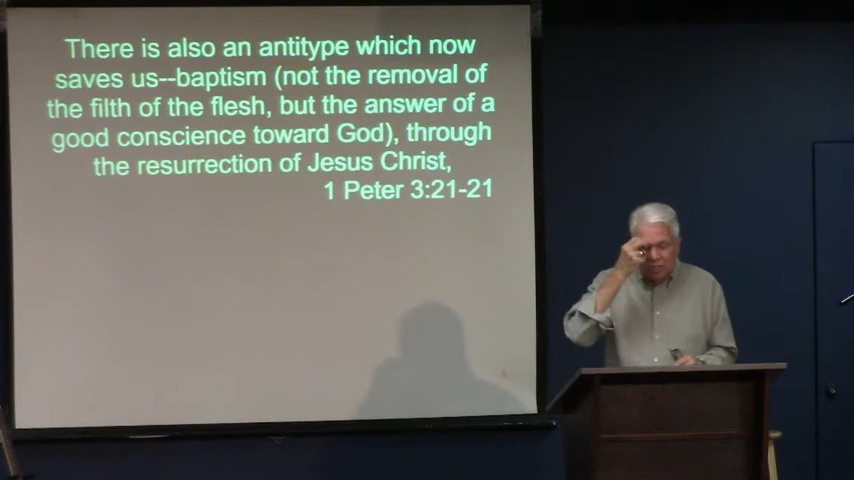 There is also an antitype which now
saves us--baptism (not the removal of
the filth of the flesh, but the answer of a
good conscience toward God), through
the resurrection of Jesus Christ,
1 Peter 3:21-21